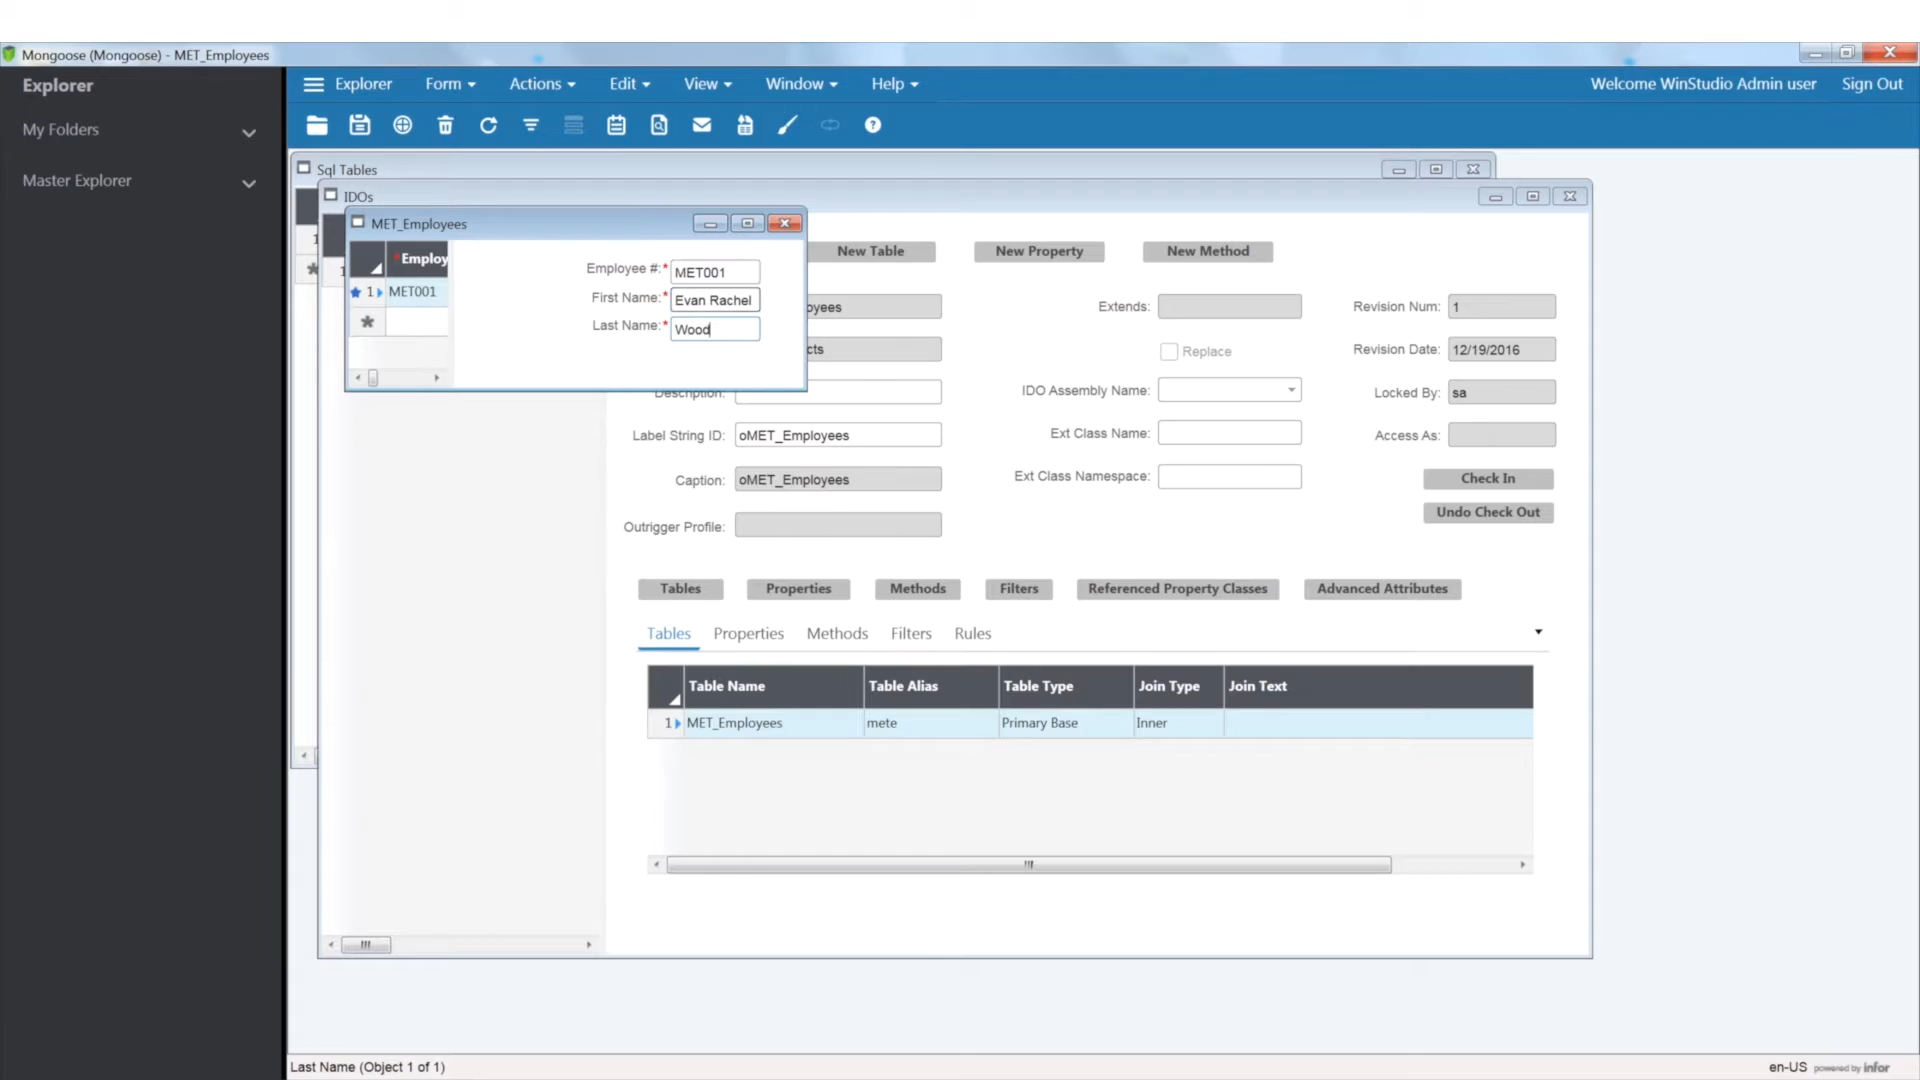 Mongoose (Mongoose) - MET_Employees
Explorer
My Folders
Master Explorer
Explorer Form Actions Edit View Window Help Welcome WinStudio Admin user Sign Out
Sql Tables
IDOs
MET_Employees
* Employ
1 MET001
Employee #:* MET001
First Name:* Evan Rachel
Last Name:* Wood
New Table New Property New Method
oyees Extends: Revision Num: 1
cts Replace Revision Date: 12/19/2016
Description: IDO Assembly Name: Locked By: sa
Label String ID: oMET_Employees Ext Class Name: Access As:
Caption: oMET_Employees Ext Class Namespace: Check In
Outrigger Profile: Undo Check Out
Tables Properties Methods Filters Referenced Property Classes Advanced Attributes
Tables Properties Methods Filters Rules
Table Name Table Alias Table Type Join Type Join Text
1 MET_Employees mete Primary Base Inner
Last Name (Object 1 of 1) en-US powered by infor